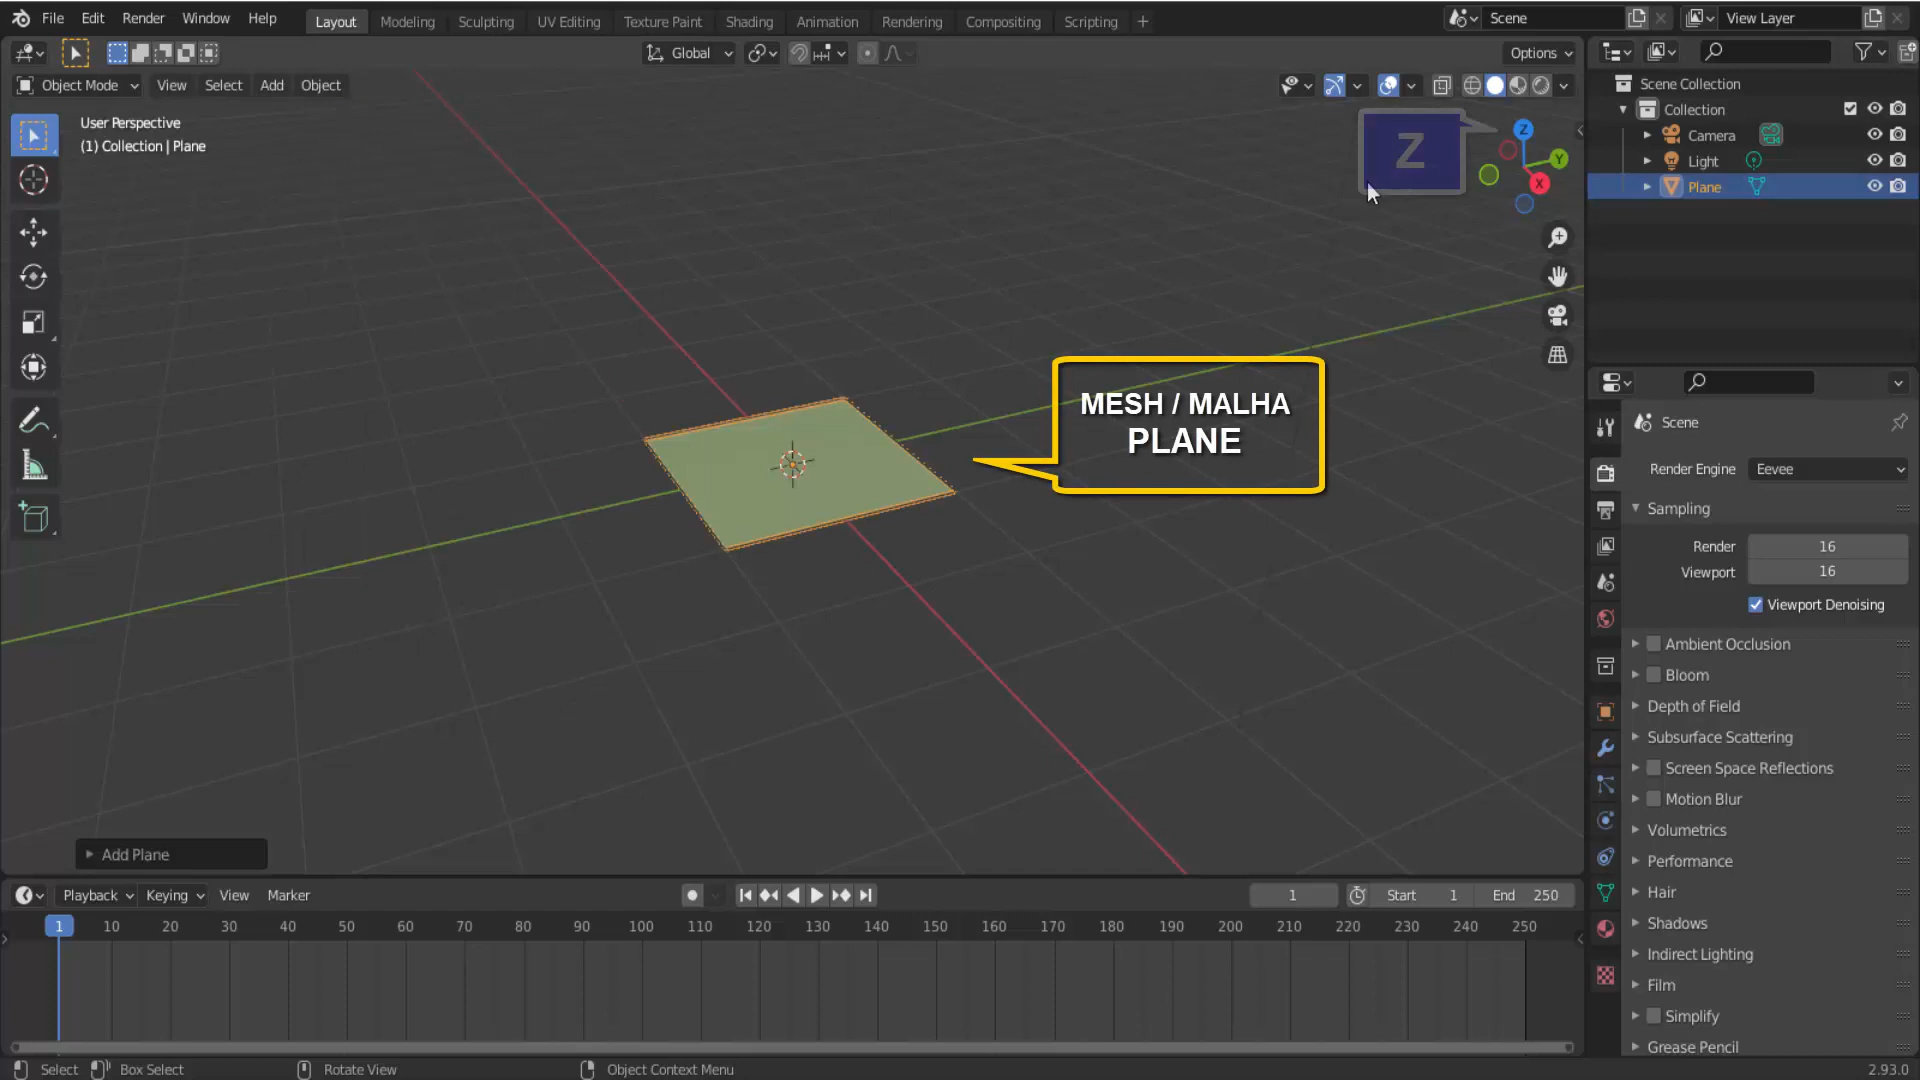 File Edit Render Window Help Layout Modeling Sculpting UV Editing Texture Paint Shading Animation Rendering Compositing Scripting + Scene View Layer
Global Options
Object Mode View Select Add Object
User Perspective
(1) Collection | Plane
Z
Z
Y
X
MESH / MALHA
PLANE
Add Plane
Scene Collection
Collection
Camera
Light
Plane
Scene
Render Engine Eevee
Sampling
Render 16
Viewport 16
Viewport Denoising
Ambient Occlusion
Bloom
Depth of Field
Subsurface Scattering
Screen Space Reflections
Motion Blur
Volumetrics
Performance
Hair
Shadows
Indirect Lighting
Film
Simplify
Grease Pencil
Playback Keying View Marker 1 Start 1 End 250
1 10 20 30 40 50 60 70 80 90 100 110 120 130 140 150 160 170 180 190 200 210 220 230 240 250
Select Box Select Rotate View Object Context Menu 2.93.0